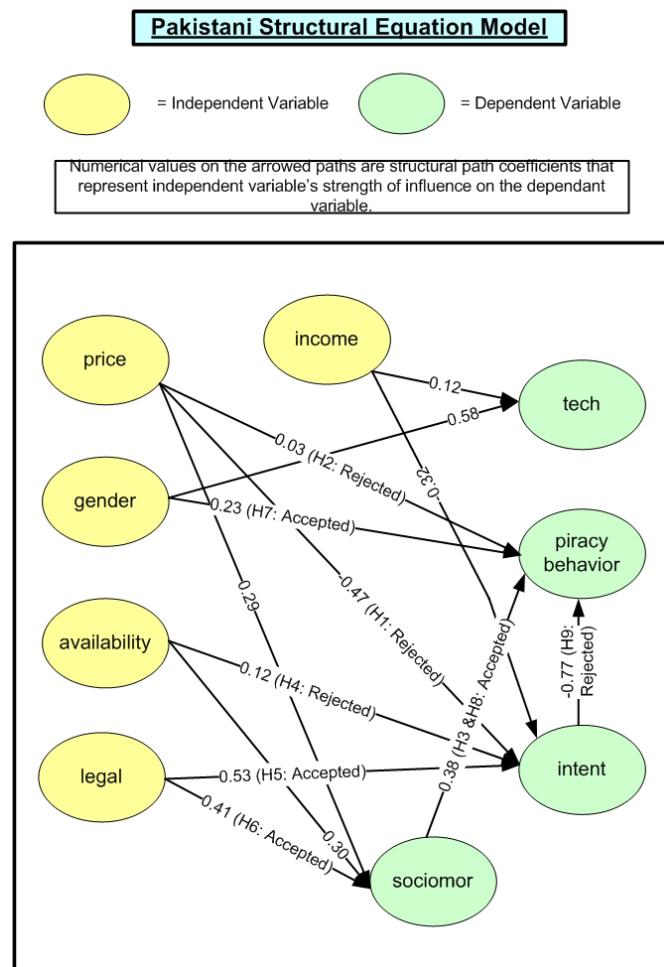 Pakistani Structural Equation Model
= Independent Variable
= Dependent Variable
Numerical values on the arrowed paths are structural path coefficients that
represent independent variable's strength of influence on the dependant
variable.
income
price
0.12
tech
0.58
0.03 (H2: Rejected)
-0.32
gender
0.23 (H7: Accepted)
piracy
behavior
0.29
-0.47 (H1: Rejected)
availability
0.12 (H4: Rejected)
0.38 (H3 &H8: Accepted)
-0.77 (H9:
Rejected)
legal
0.53 (H5: Accepted)
intent
0.41 (H6: Accepted)
0.30
sociomor